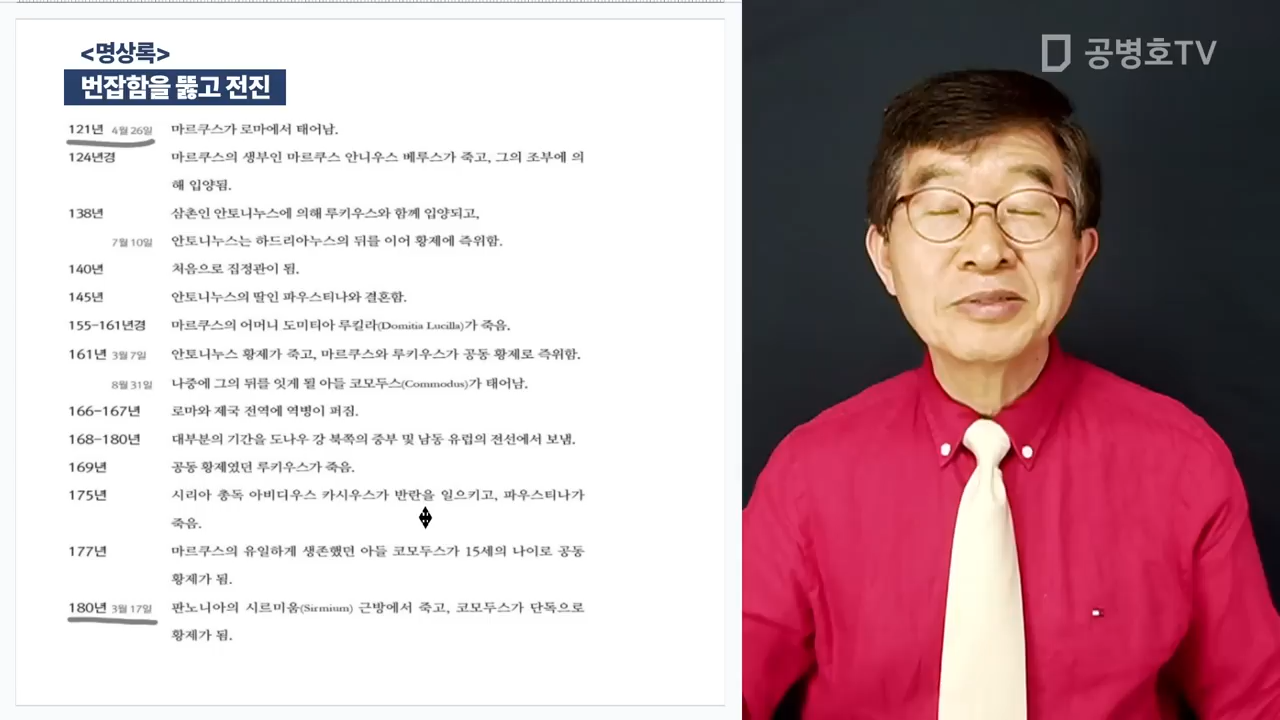 <명상록>
번잡함을 뚫고 전진
공병호TV
121년 4월 26일 마르쿠스가 로마에서 태어남.
124년경 마르쿠스의 생부인 마르쿠스 안니우스 베루스가 죽고, 그의 조부에 의
해 입양됨.
138년 삼촌인 안토니누스에 의해 루키우스와 함께 입양되고,
7월 10일 안토니누스는 하드리아누스의 뒤를 이어 황제에 즉위함.
140년 처음으로 집정관이 됨.
145년 안토니누스의 딸인 파우스티나와 결혼함.
155-161년경 마르쿠스의 어머니 도미티아 루킬라(Domitia Lucilla)가 죽음.
161년 3월 7일 안토니누스 황제가 죽고, 마르쿠스와 루키우스가 공동 황제로 즉위함.
8월 31일 나중에 그의 뒤를 잇게 될 아들 코모두스(Commodus)가 태어남.
166-167년 로마와 제국 전역에 역병이 퍼짐.
168-180년 대부분의 기간을 도나우 강 북쪽의 중부 및 남동 유럽의 전선에서 보냄.
169년 공동 황제였던 루키우스가 죽음.
175년 시리아 총독 아비디우스 카시우스가 반란을 일으키고, 파우스티나가
죽음.
177년 마르쿠스의 유일하게 생존했던 아들 코모두스가 15세의 나이로 공동
황제가 됨.
180년 3월 17일 판노니아의 시르미움(Sirmium) 근방에서 죽고, 코모두스가 단독으로
황제가 됨.